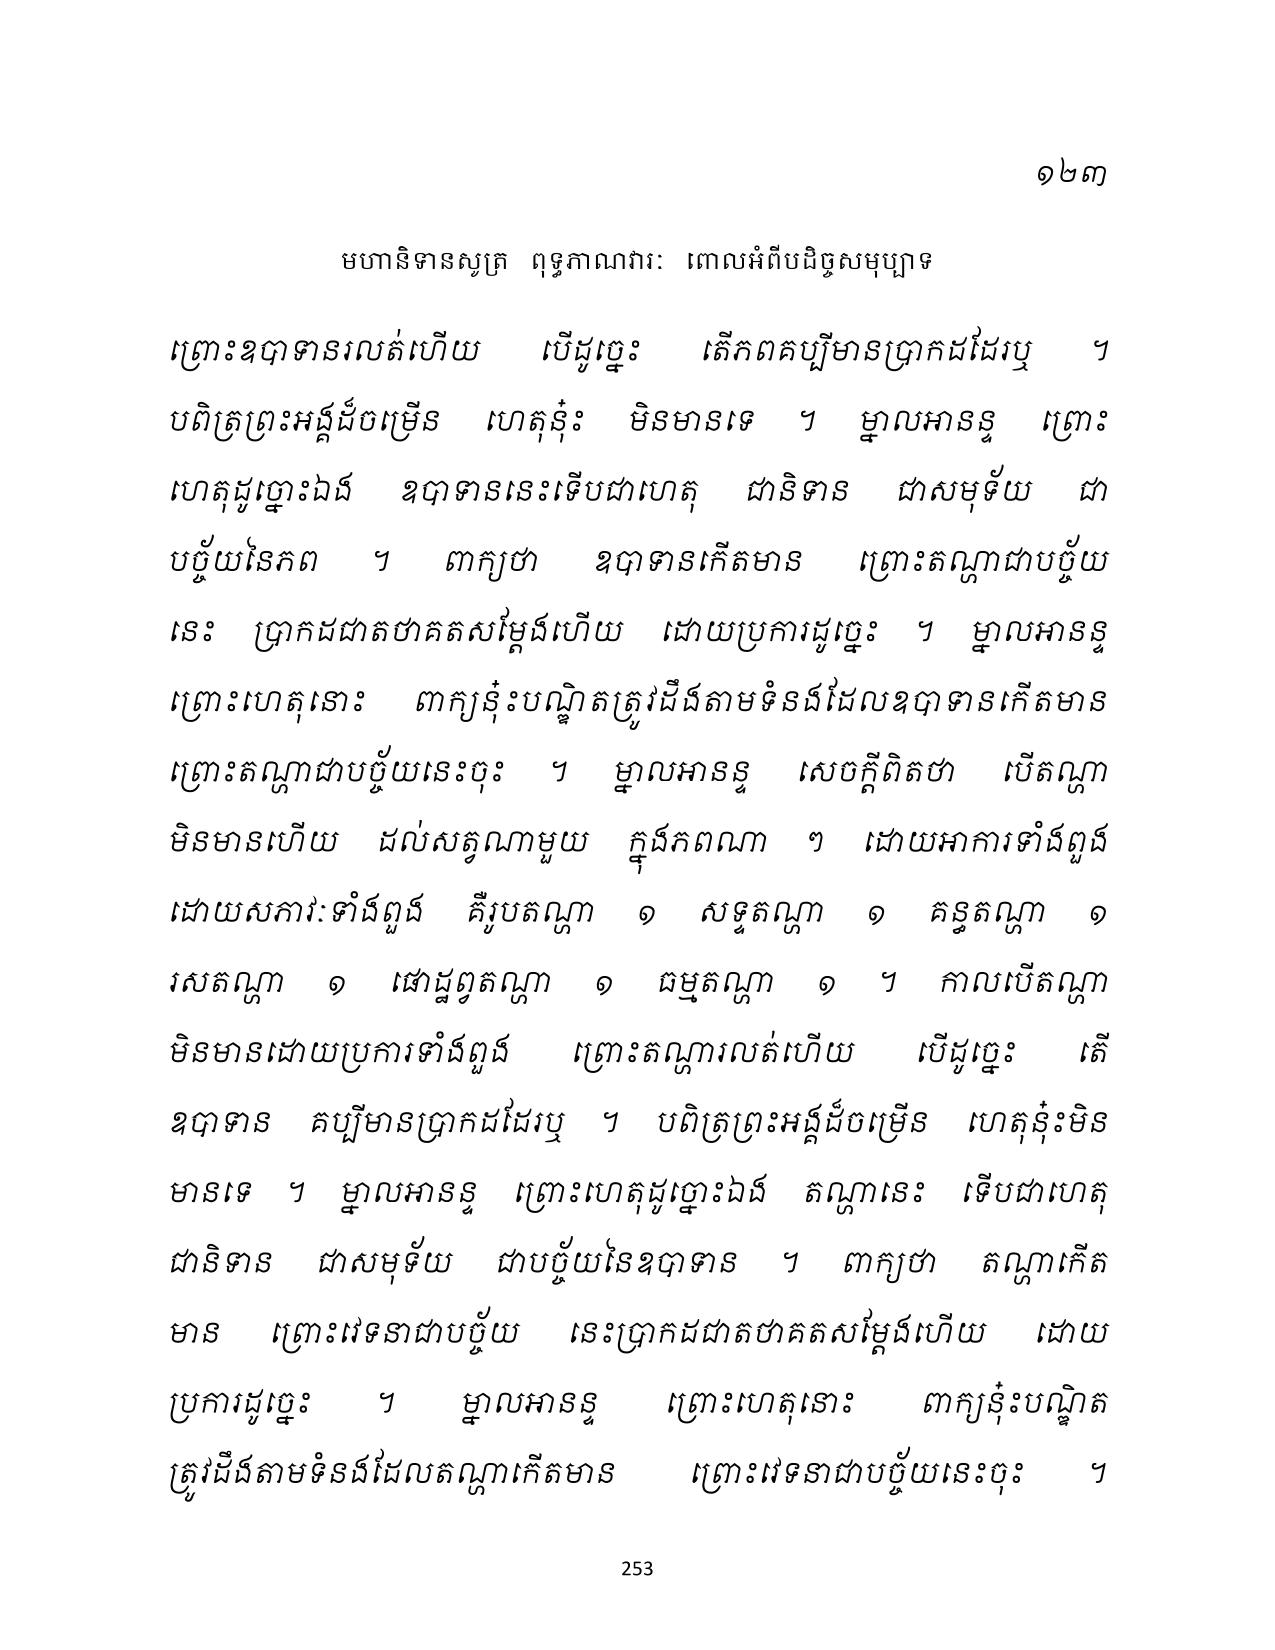 ១២៣
មហានិទានសូត្រ ពុទ្ធភាណវារៈ ពោលអំពីបដិច្ចសមុប្បាទ
ព្រោះឧបាទានរលត់ហើយ បើដូច្នេះ តើភពគប្បីមានប្រាកដដែរឬ ។
បពិត្រព្រះអង្គដ៏ចម្រើន ហេតុនុ៎ះ មិនមានទេ ។ ម្នាលអានន្ទ ព្រោះ
ហេតុដូច្នោះឯង ឧបាទាននេះទើបជាហេតុ ជានិទាន ជាសមុទ័យ ជា
បច្ច័យនៃភព ។ ពាក្យថា ឧបាទានកើតមាន ព្រោះតណ្ហាជាបច្ច័យ
នេះ ប្រាកដជាតថាគតសម្ដែងហើយ ដោយប្រការដូច្នេះ ។ ម្នាលអានន្ទ
ព្រោះហេតុនោះ ពាក្យនុ៎ះបណ្ឌិតត្រូវដឹងតាមទំនងដែលឧបាទានកើតមាន
ព្រោះតណ្ហាជាបច្ច័យនេះចុះ ។ ម្នាលអានន្ទ សេចក្ដីពិតថា បើតណ្ហា
មិនមានហើយ ដល់សត្វណាមួយ ក្នុងភពណា ៗ ដោយអាការទាំងពួង
ដោយសភាវៈទាំងពួង គឺរូបតណ្ហា ១ សទ្ទតណ្ហា ១ គន្ធតណ្ហា ១
រសតណ្ហា ១ ផោដ្ឋព្វតណ្ហា ១ ធម្មតណ្ហា ១ ។ កាលបើតណ្ហា
មិនមានដោយប្រការទាំងពួង ព្រោះតណ្ហារលត់ហើយ បើដូច្នេះ តើ
ឧបាទាន គប្បីមានប្រាកដដែរឬ ។ បពិត្រព្រះអង្គដ៏ចម្រើន ហេតុនុ៎ះមិន
មានទេ ។ ម្នាលអានន្ទ ព្រោះហេតុដូច្នោះឯង តណ្ហានេះ ទើបជាហេតុ
ជានិទាន ជាសមុទ័យ ជាបច្ច័យនៃឧបាទាន ។ ពាក្យថា តណ្ហាកើត
មាន ព្រោះវេទនាជាបច្ច័យ នេះប្រាកដជាតថាគតសម្ដែងហើយ ដោយ
ប្រការដូច្នេះ ។ ម្នាលអានន្ទ ព្រោះហេតុនោះ ពាក្យនុ៎ះបណ្ឌិត
ត្រូវដឹងតាមទំនងដែលតណ្ហាកើតមាន ព្រោះវេទនាជាបច្ច័យនេះចុះ ។
253